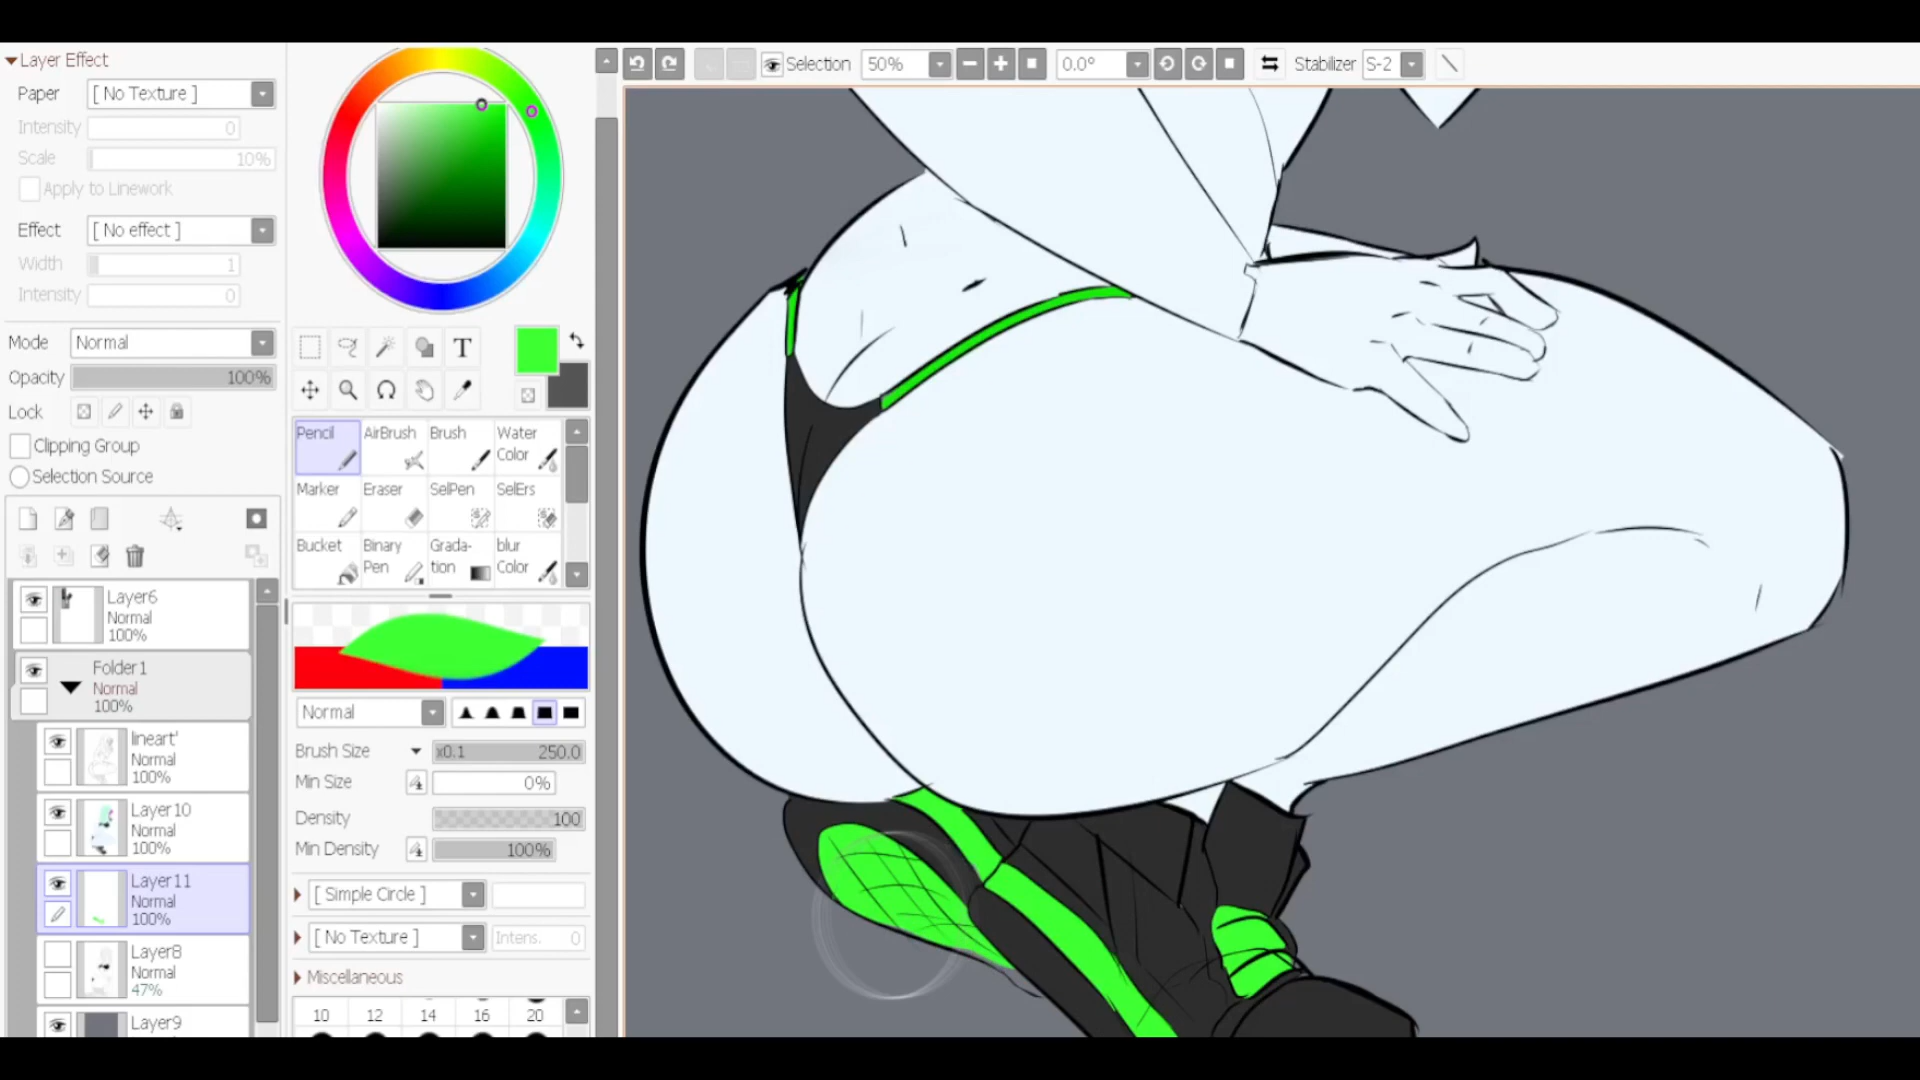 Layer Effect
Paper [ No Texture ]
Intensity 0
Scale 10%
Apply to Linework
Effect [ No effect ]
Width 1
Intensity 0
Mode Normal
Opacity 100%
Lock
Clipping Group
Selection Source
Layer6
Normal
100%
Folder1
Normal
100%
lineart'
Normal
100%
Layer10
Normal
100%
Layer11
Normal
100%
Layer8
Normal
47%
Layer9
T
Pencil AirBrush Brush Water Color
Marker Eraser SelPen SelErs
Bucket Binary Pen Grada-tion blur Color
Normal
Brush Size x0.1 250.0
Min Size 0%
Density 100
Min Density 100%
[ Simple Circle ]
[ No Texture ] Intens. 0
Miscellaneous
10 12 14 16 20
Selection 50% 0.0° Stabilizer S-2